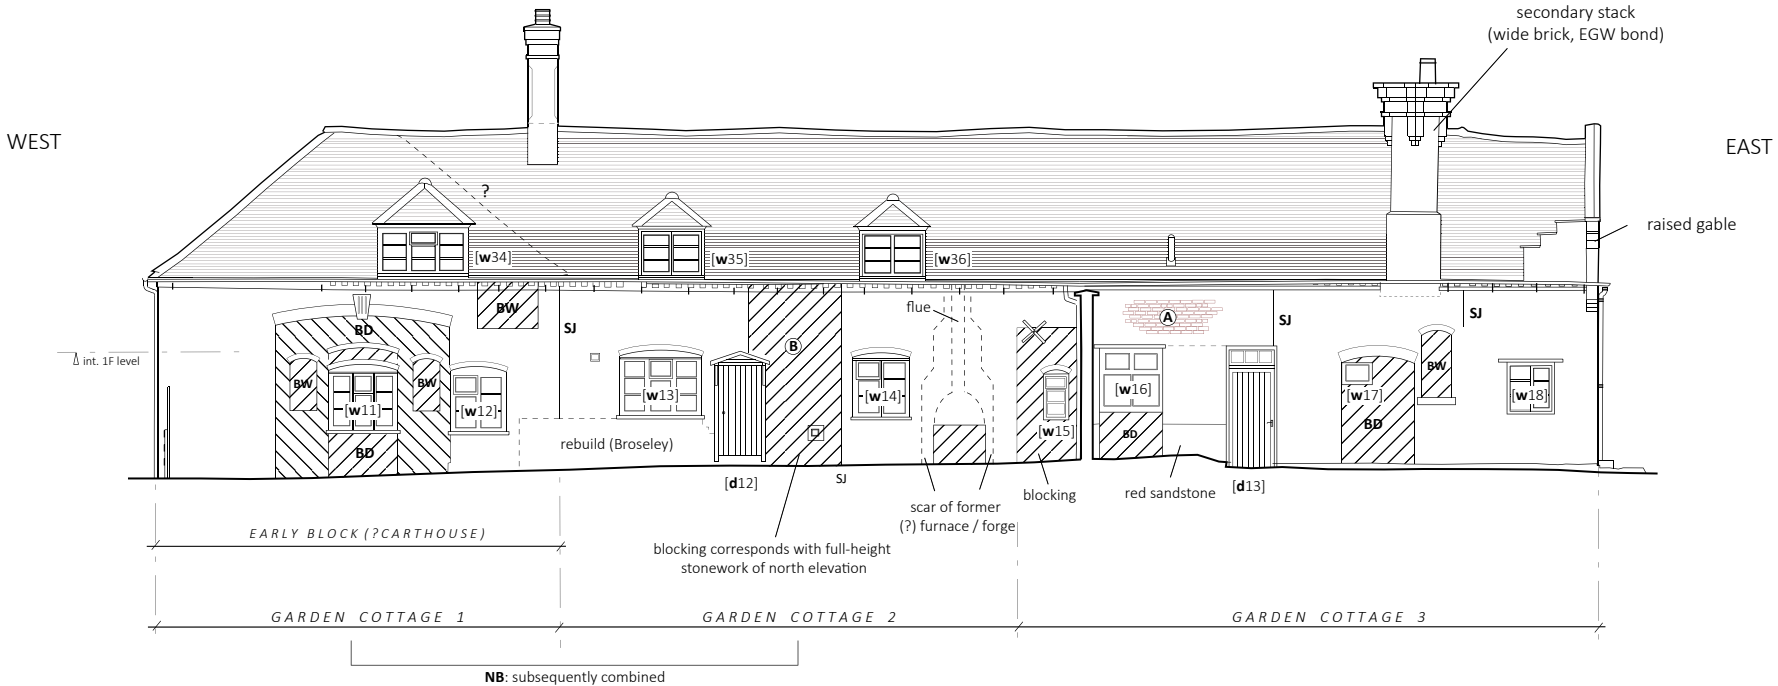 secondary stack
(wide brick, EGW bond)
WEST
EAST
?
raised gable
[w34]
[w35]
[w36]
BW
flue
A
BD
SJ
SJ
SJ
B
int. 1F level
BW
BW
BW
[w11]
[w12]
[w13]
[w14]
[w15]
[w16]
[w17]
[w18]
BD
BD
BD
rebuild (Broseley)
[d12]
SJ
blocking
red sandstone
[d13]
scar of former
(?) furnace / forge
EARLY BLOCK (?CARTHOUSE)
blocking corresponds with full-height
stonework of north elevation
GARDEN COTTAGE 1
GARDEN COTTAGE 2
GARDEN COTTAGE 3
NB: subsequently combined